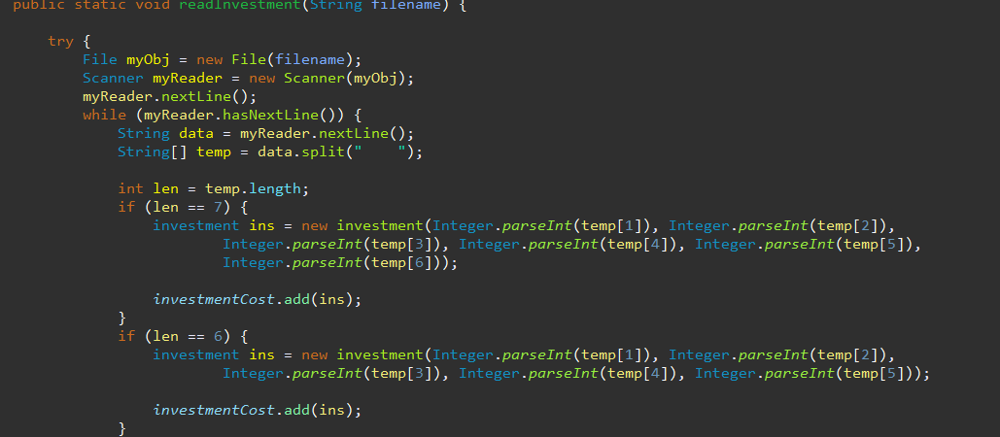 public static void readInvestment(String filename) {
try {
File myObj = new File(filename);
Scanner myReader = new Scanner(myObj);
myReader.nextLine();
while (myReader.hasNextLine()) {
String data = myReader.nextLine();
String[] temp = data.split("    ");
int len = temp.length;
if (len == 7) {
investment ins = new investment(Integer.parseInt(temp[1]), Integer.parseInt(temp[2]),
Integer.parseInt(temp[3]), Integer.parseInt(temp[4]), Integer.parseInt(temp[5]),
Integer.parseInt(temp[6]));
investmentCost.add(ins);
}
if (len == 6) {
investment ins = new investment(Integer.parseInt(temp[1]), Integer.parseInt(temp[2]),
Integer.parseInt(temp[3]), Integer.parseInt(temp[4]), Integer.parseInt(temp[5]));
investmentCost.add(ins);
}